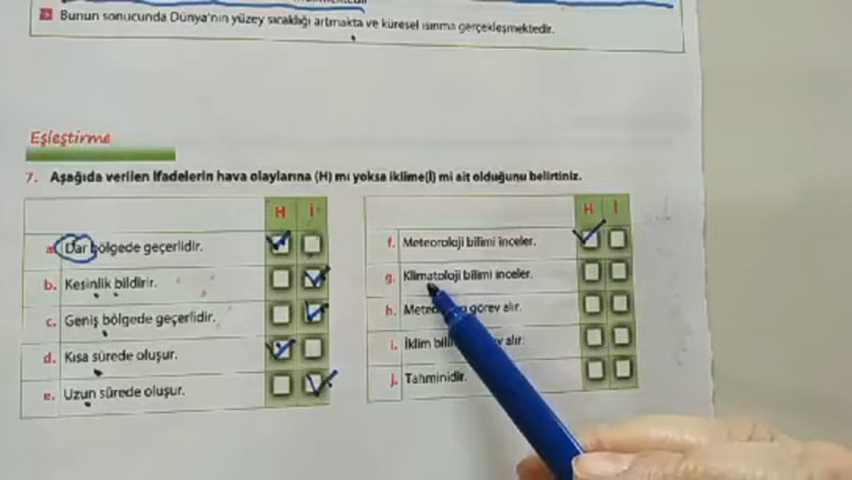 Bunun sonucunda Dünya'nın yüzey sıcaklığı artmakta ve küresel ısınma gerçekleşmektedir.
Eşleştirme
7. Aşağıda verilen ifadelerin hava olaylarına (H) mı yoksa iklime(İ) mi ait olduğunu belirtiniz.
H İ
a. Dar bölgede geçerlidir.
b. Kesinlik bildirir.
c. Geniş bölgede geçerlidir.
d. Kısa sürede oluşur.
e. Uzun sürede oluşur.
H İ
f. Meteoroloji bilimi inceler.
g. Klimatoloji bilimi inceler.
h. görev alır.
i. İklim alır.
j. Tahminidir.